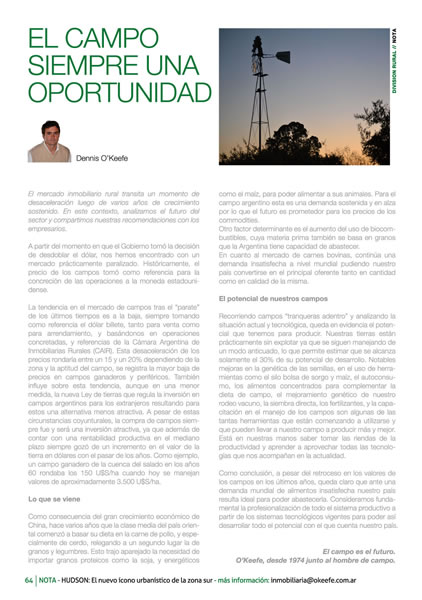 EL CAMPO
SIEMPRE UNA
OPORTUNIDAD
DIVISION RURAL // NOTA
Dennis O'Keefe
El mercado inmobiliario rural transita un momento de
desaceleración luego de varios años de crecimiento
sostenido. En este contexto, analizamos el futuro del
sector y compartimos nuestras recomendaciones con los
empresarios.
A partir del momento en que el Gobierno tomó la decisión
de desdoblar el dólar, nos hemos encontrado con un
mercado prácticamente paralizado. Históricamente, el
precio de los campos tomó como referencia para la
concreción de las operaciones a la moneda estadouni-
dense.
La tendencia en el mercado de campos tras el "parate"
de los últimos tiempos es a la baja, siempre tomando
como referencia el dólar billete, tanto para venta como
para arrendamiento, y basándonos en operaciones
concretadas, y referencias de la Cámara Argentina de
Inmobiliarias Rurales (CAIR). Esta desaceleración de los
precios rondaría entre un 15 y un 20% dependiendo de la
zona y la aptitud del campo, se registra la mayor baja de
precios en campos ganaderos y periféricos. También
influye sobre esta tendencia, aunque en una menor
medida, la nueva Ley de tierras que regula la inversión en
campos argentinos para los extranjeros resultando para
estos una alternativa menos atractiva. A pesar de estas
circunstancias coyunturales, la compra de campos siem-
pre fue y será una inversión atractiva, ya que además de
contar con una rentabilidad productiva en el mediano
plazo siempre gozó de un incremento en el valor de la
tierra en dólares con el pasar de los años. Como ejemplo,
un campo ganadero de la cuenca del salado en los años
60 rondaba los 150 U$S/ha cuando hoy se manejan
valores de aproximadamente 3.500 U$S/ha.
Lo que se viene
Como consecuencia del gran crecimiento económico de
China, hace varios años que la clase media del país orien-
tal comenzó a basar su dieta en la carne de pollo, y espe-
cialmente de cerdo, relegando a un segundo lugar la de
granos y legumbres. Esto trajo aparejado la necesidad de
importar granos proteicos como la soja, y energéticos
como el maíz, para poder alimentar a sus animales. Para el
campo argentino esta es una demanda sostenida y en alza
por lo que el futuro es prometedor para los precios de los
commodities.
Otro factor determinante es el aumento del uso de biocom-
bustibles, cuya materia prima también se basa en granos
que la Argentina tiene capacidad de abastecer.
En cuanto al mercado de carnes bovinas, continúa una
demanda insatisfecha a nivel mundial pudiendo nuestro
país convertirse en el principal oferente tanto en cantidad
como en calidad de la misma.
El potencial de nuestros campos
Recorriendo campos "tranqueras adentro" y analizando la
situación actual y tecnológica, queda en evidencia el poten-
cial que tenemos para producir. Nuestras tierras están
prácticamente sin explotar ya que se siguen manejando de
un modo anticuado, lo que permite estimar que se alcanza
solamente el 30% de su potencial de desarrollo. Notables
mejoras en la genética de las semillas, en el uso de herra-
mientas como el silo bolsa de sorgo y maíz, el autoconsu-
mo, los alimentos concentrados para complementar la
dieta de campo, el mejoramiento genético de nuestro
rodeo vacuno, la siembra directa, los fertilizantes, y la capa-
citación en el manejo de los campos son algunas de las
tantas herramientas que están comenzando a utilizarse y
que pueden llevar a nuestro campo a producir más y mejor.
Está en nuestras manos saber tomar las riendas de la
productividad y aprender a aprovechar todas las tecnolo-
gías que nos acompañan en la actualidad.
Como conclusión, a pesar del retroceso en los valores de
los campos en los últimos años, queda claro que ante una
demanda mundial de alimentos insatisfecha nuestro país
resulta ideal para poder abastecerla. Consideramos funda-
mental la profesionalización de todo el sistema productivo a
partir de los sistemas tecnológicos vigentes para poder así
desarrollar todo el potencial con el que cuenta nuestro país.
El campo es el futuro.
O'Keefe, desde 1974 junto al hombre de campo.
64 | NOTA - HUDSON: El nuevo ícono urbanístico de la zona sur - más información: inmobiliaria@okeefe.com.ar